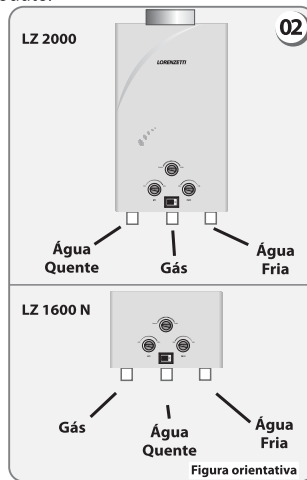 LZ 2000
02
LORENZETTI
Água
Quente
Gás
Água
Fria
LZ 1600 N
Gás
Água
Quente
Água
Fria
Figura orientativa